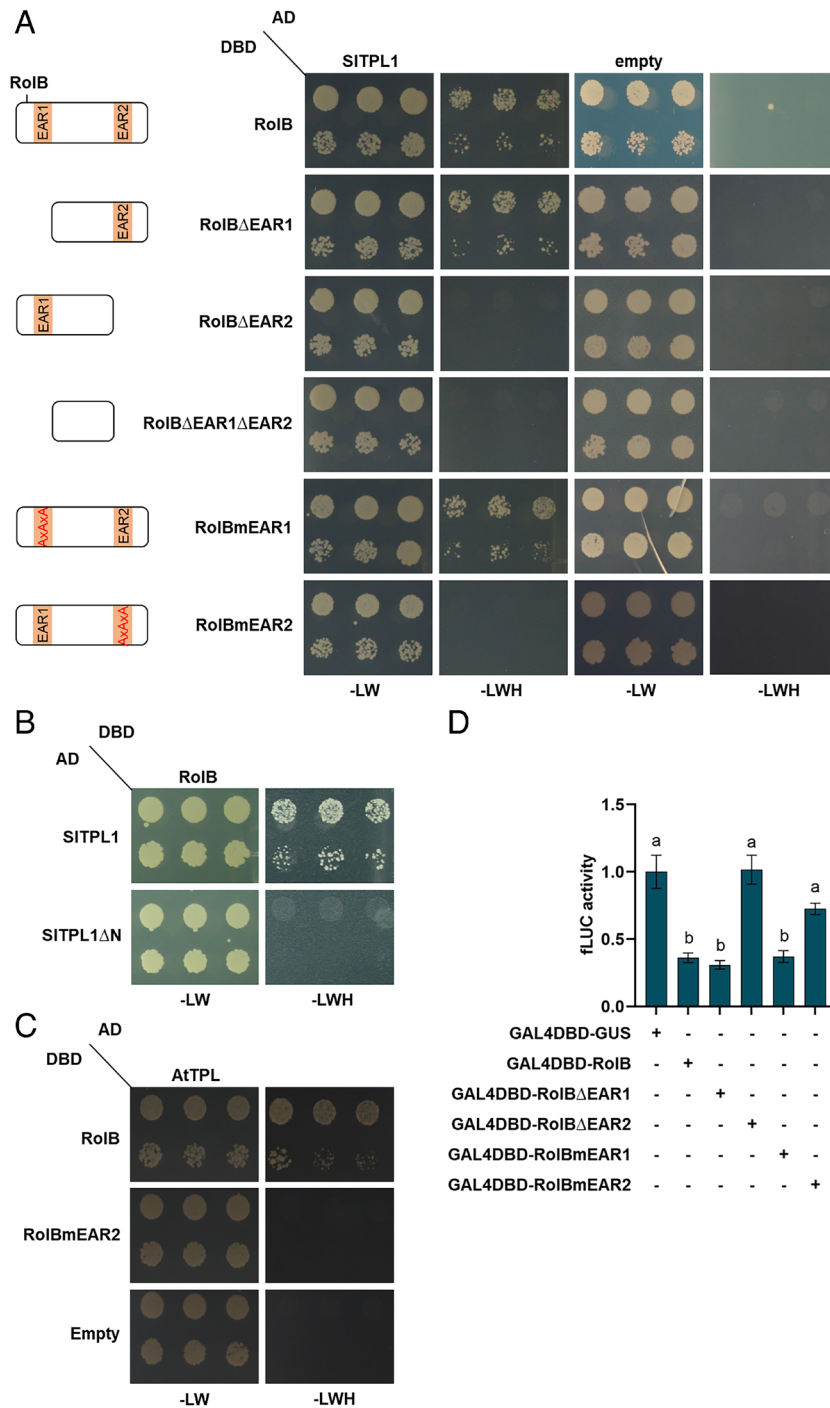 A
AD
DBD
SlTPL1
empty
RolB
EAR1
EAR2
RolB
EAR2
RolBΔEAR1
EAR1
RolBΔEAR2
RolBΔEAR1ΔEAR2
AxAxA
EAR2
RolBmEAR1
EAR1
AxAxA
RolBmEAR2
-LW
-LWH
-LW
-LWH
B
DBD
AD
RolB
SlTPL1
SlTPL1ΔN
-LW
-LWH
C
AD
DBD
AtTPL
RolB
RolBmEAR2
Empty
-LW
-LWH
D
fLUC activity
1.5
1.0
0.5
0.0
a
b
b
a
b
a
GAL4DBD-GUS + - - - - -
GAL4DBD-RolB - + - - - -
GAL4DBD-RolBΔEAR1 - - + - - -
GAL4DBD-RolBΔEAR2 - - - + - -
GAL4DBD-RolBmEAR1 - - - - + -
GAL4DBD-RolBmEAR2 - - - - - +